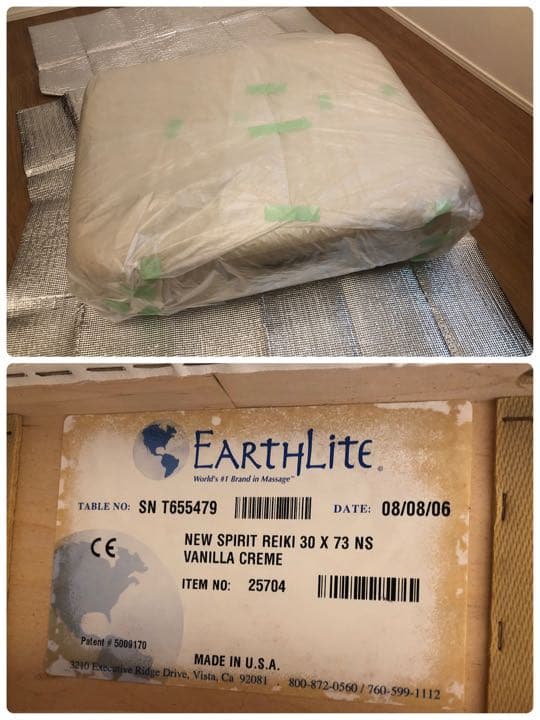 EARTHLITE®
World's #1 Brand in Massage™
TABLE NO: SN T655479 DATE: 08/08/06
CE NEW SPIRIT REIKI 30 X 73 NS
VANILLA CREME
ITEM NO: 25704
Patent # 5009170
MADE IN U.S.A.
3210 Executive Ridge Drive, Vista, Ca 92081 . 800-872-0560 / 760-599-1112